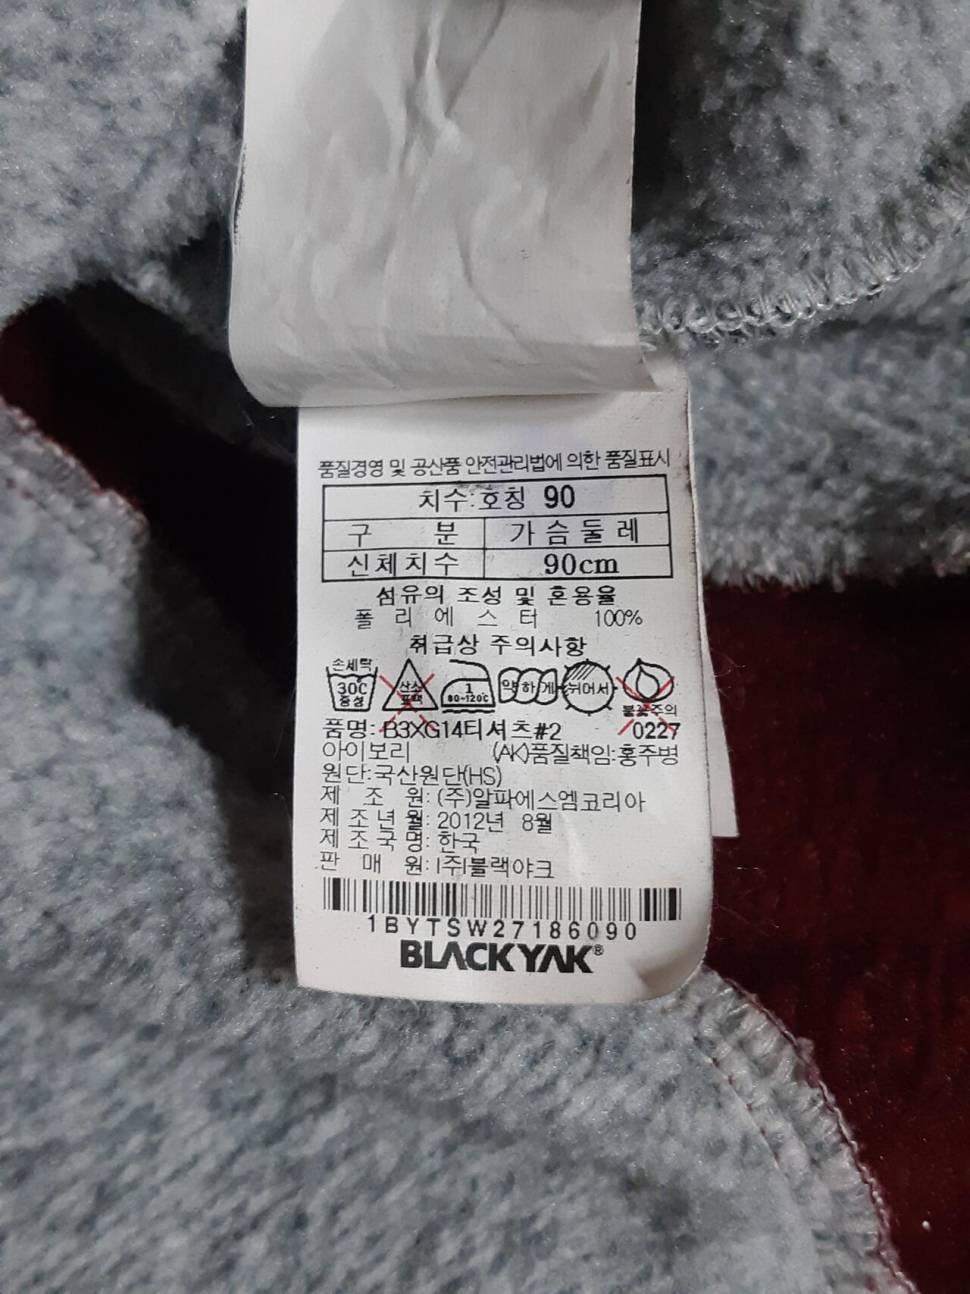 품질경영 및 공산품 안전관리법에 의한 품질표시
치수:호칭 90
구 분 가슴둘레
신체치수 90cm
섬유의 조성 및 혼용율
폴리에스터 100%
취급상 주의사항
손세탁
30℃ 중성
산소 표백
1 80-120℃
약하게
뉘어서
불꽃주의
품명: B3XG14티셔츠#2 0227
아이보리 (AK)품질책임:홍주병
원단:국산원단(HS)
제 조 원: (주)알파에스엠코리아
제조년월: 2012년 8월
제조국명: 한국
판 매 원: (주)블랙야크
1BYTSW27186090
BLACKYAK®